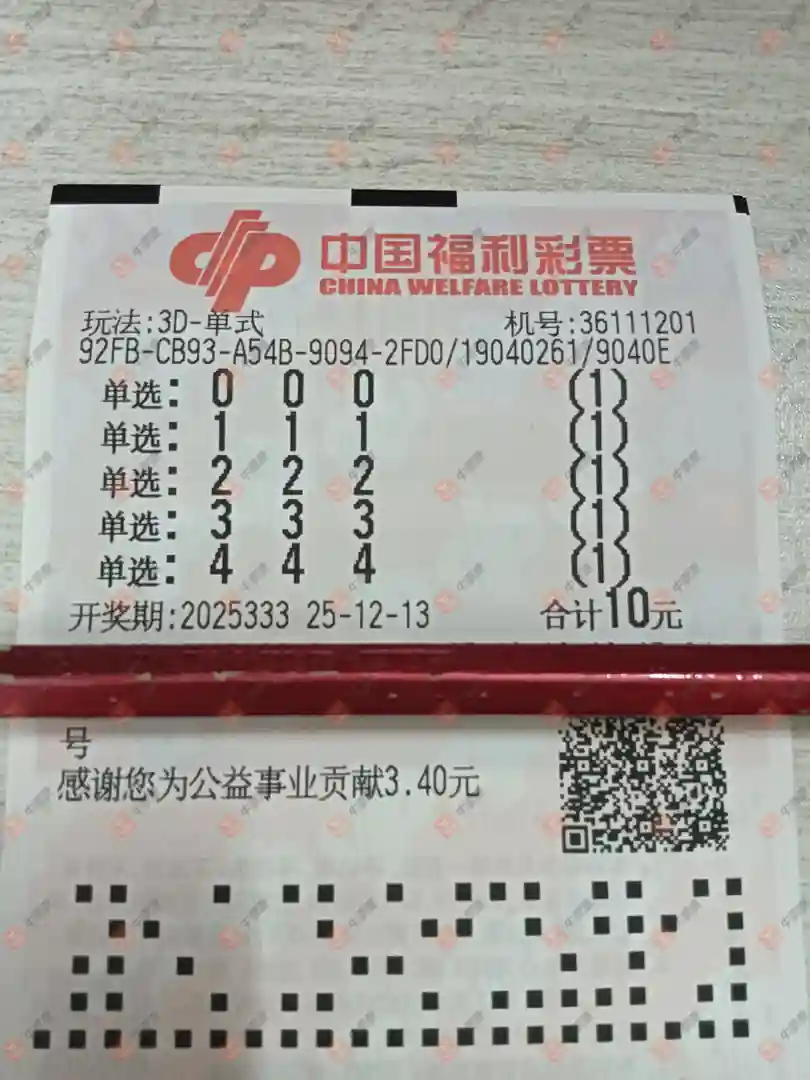 中国福利彩票
CHINA WELFARE LOTTERY
玩法:3D-单式 机号:36111201
92FB-CB93-A54B-9094-2FD0/19040261/9040E
单选: 0 0 0 (1)
单选: 1 1 1 (1)
单选: 2 2 2 (1)
单选: 3 3 3 (1)
单选: 4 4 4 (1)
开奖期:2025333 25-12-13 合计10元
号
感谢您为公益事业贡献3.40元